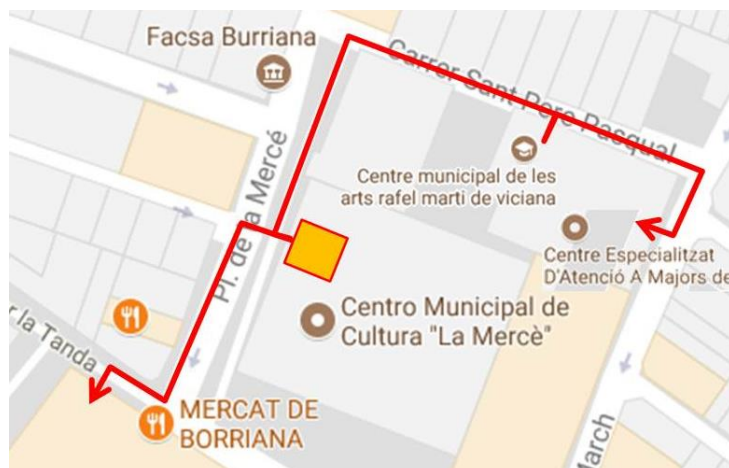 Facsa Burriana
Carrer Sant Pere Pasqual
Pl. de la Mercé
Centre municipal de les
arts rafel marti de viciana
Centre Especialitzat
D'Atenció A Majors de
Centro Municipal de
Cultura "La Mercè"
r la Tanda
MERCAT DE
BORRIANA
March